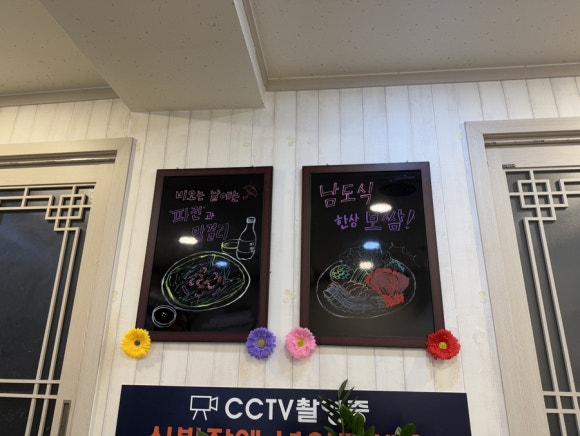 비오는 날에는
'파전'과
막걸리
남도식
한상 보쌈!
CCTV촬영중